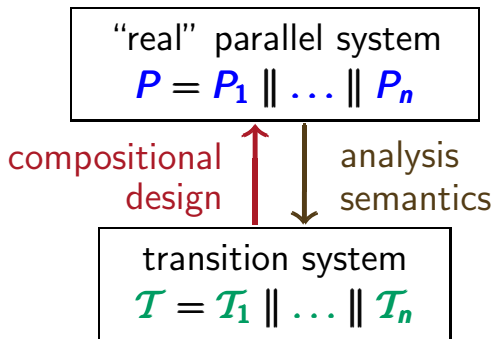 “real” parallel system
P = P₁ ‖ … ‖ Pₙ
compositional design
analysis semantics
transition system
𝒯 = 𝒯₁ ‖ … ‖ 𝒯ₙ